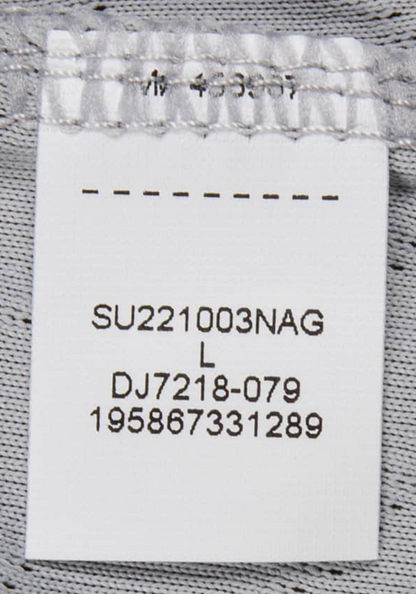 - - - - - - - - -
SU221003NAG
L
DJ7218-079
195867331289